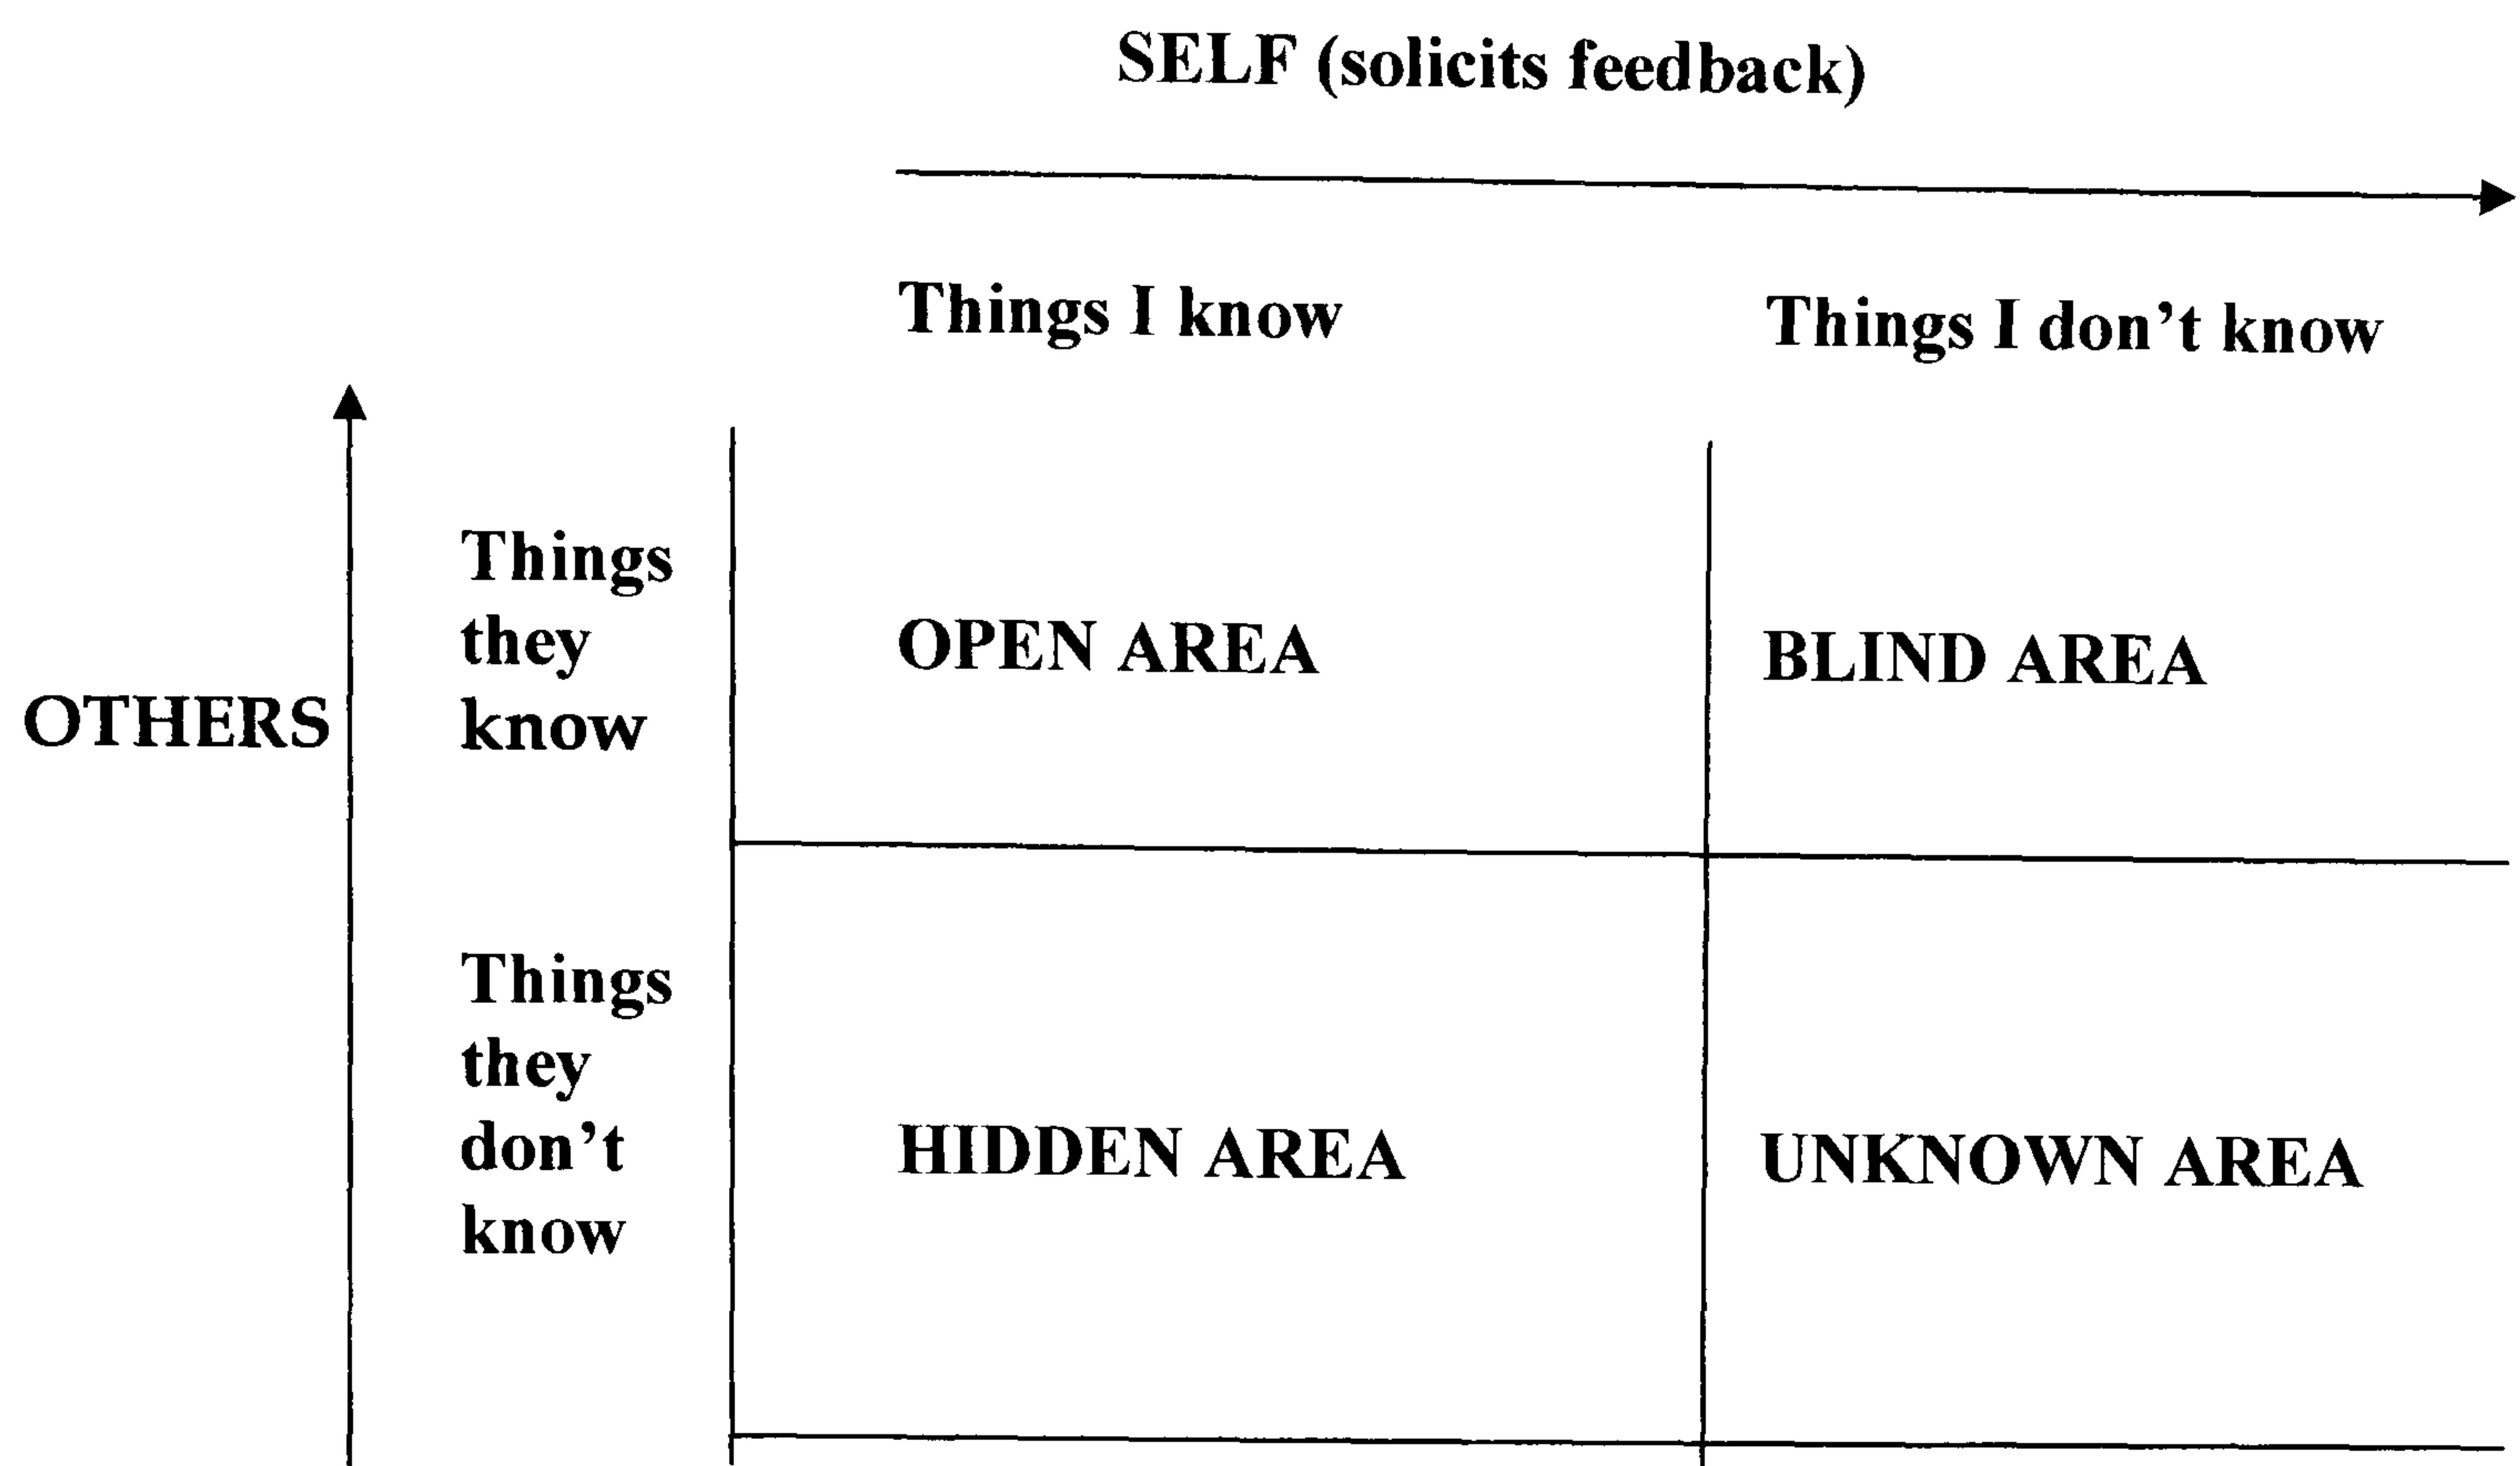 SELF (solicits feedback)
Things I know
Things I don't know
Things
they
know
OTHERS
OPEN AREA
BLIND AREA
Things
they
don't
know
HIDDEN AREA
UNKNOWN AREA